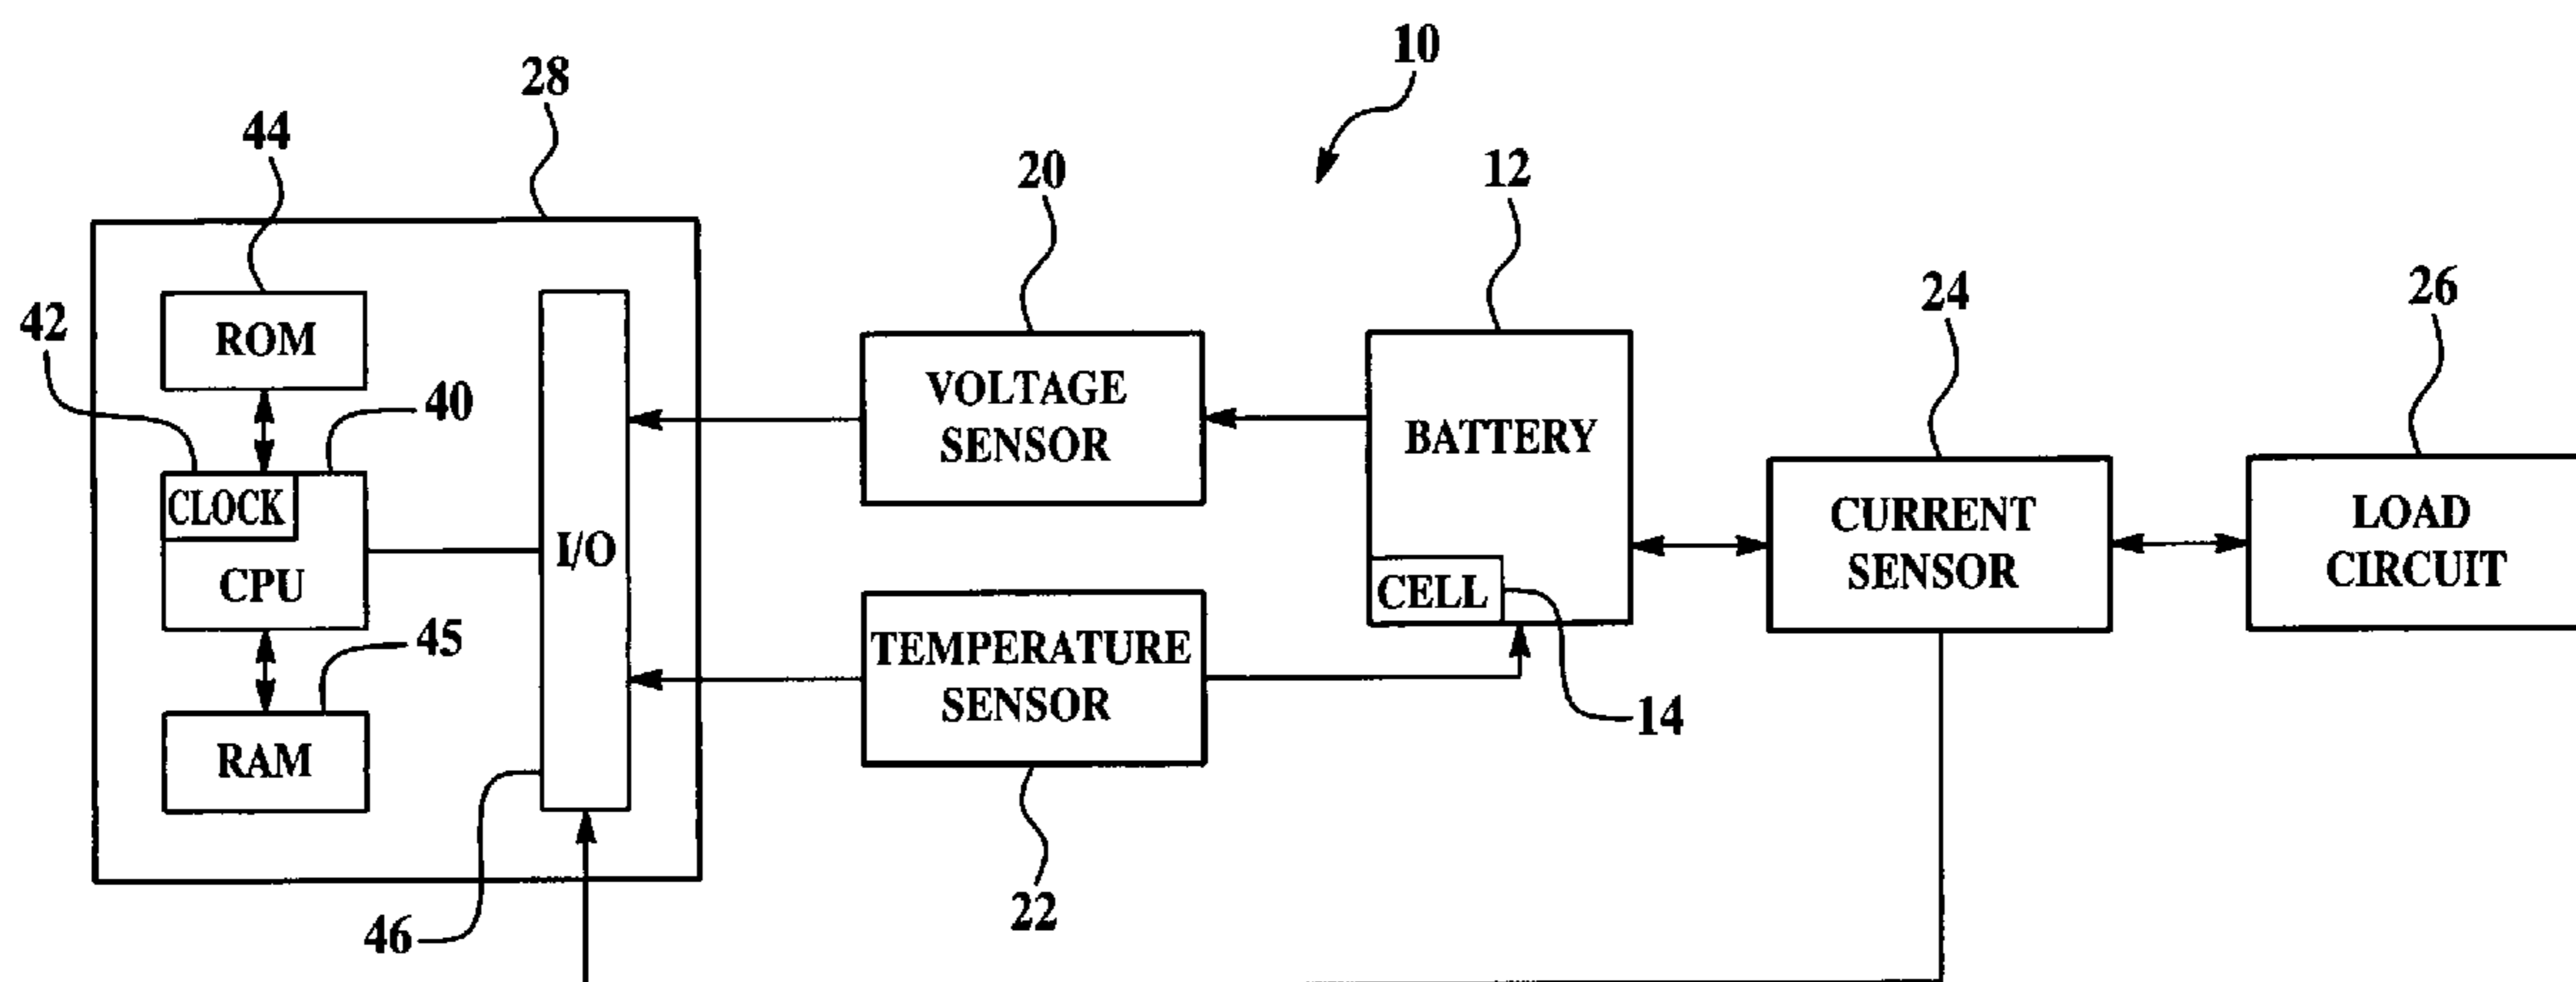 10
28
44
20
12
24
26
42
ROM
40
VOLTAGE
SENSOR
BATTERY
CLOCK
CPU
I/O
CURRENT
SENSOR
LOAD
CIRCUIT
CELL
45
TEMPERATURE
SENSOR
14
RAM
46
22